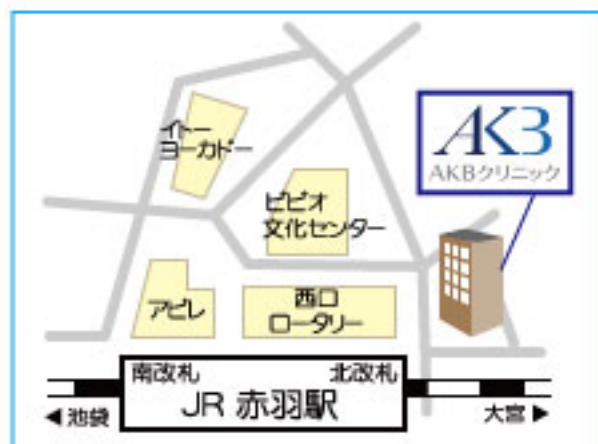 イトー
ヨーカドー
AKB
AKBクリニック
ビビオ
文化センター
アピレ
西口
ロータリー
南改札
北改札
JR 赤羽駅
◀ 池袋
大宮 ▶